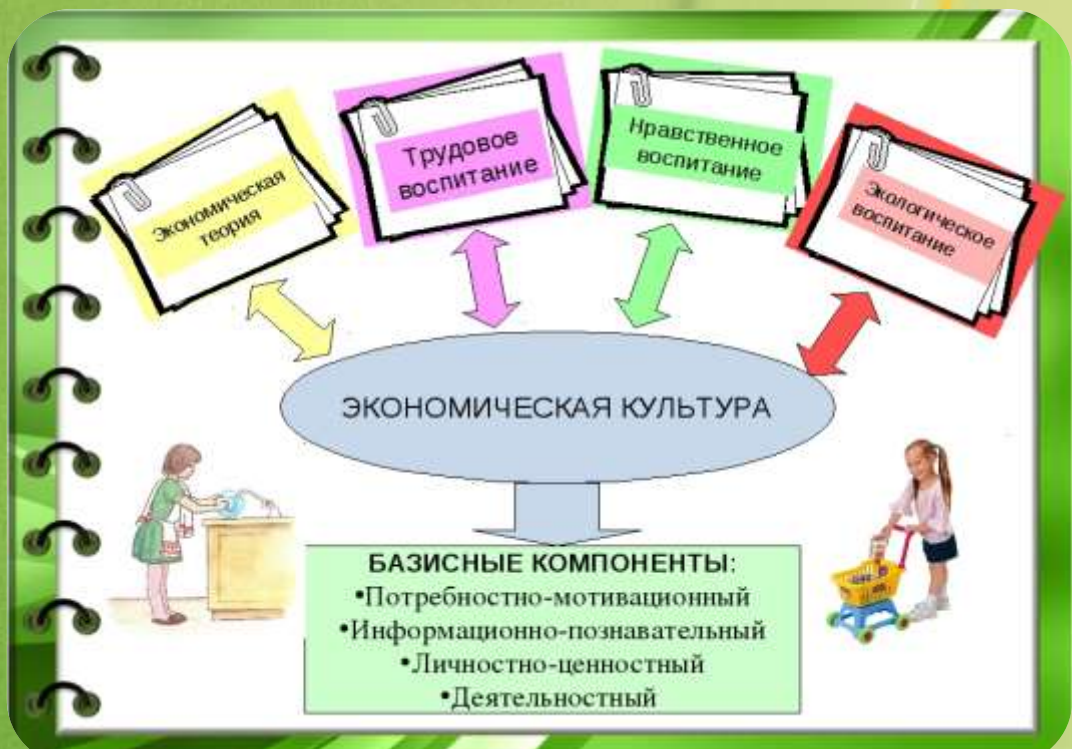 Экономическая
теория
Трудовое
воспитание
Нравственное
воспитание
Экологическое
воспитание
ЭКОНОМИЧЕСКАЯ КУЛЬТУРА
БАЗИСНЫЕ КОМПОНЕНТЫ:
•Потребностно-мотивационный
•Информационно-познавательный
•Личностно-ценностный
•Деятельностный